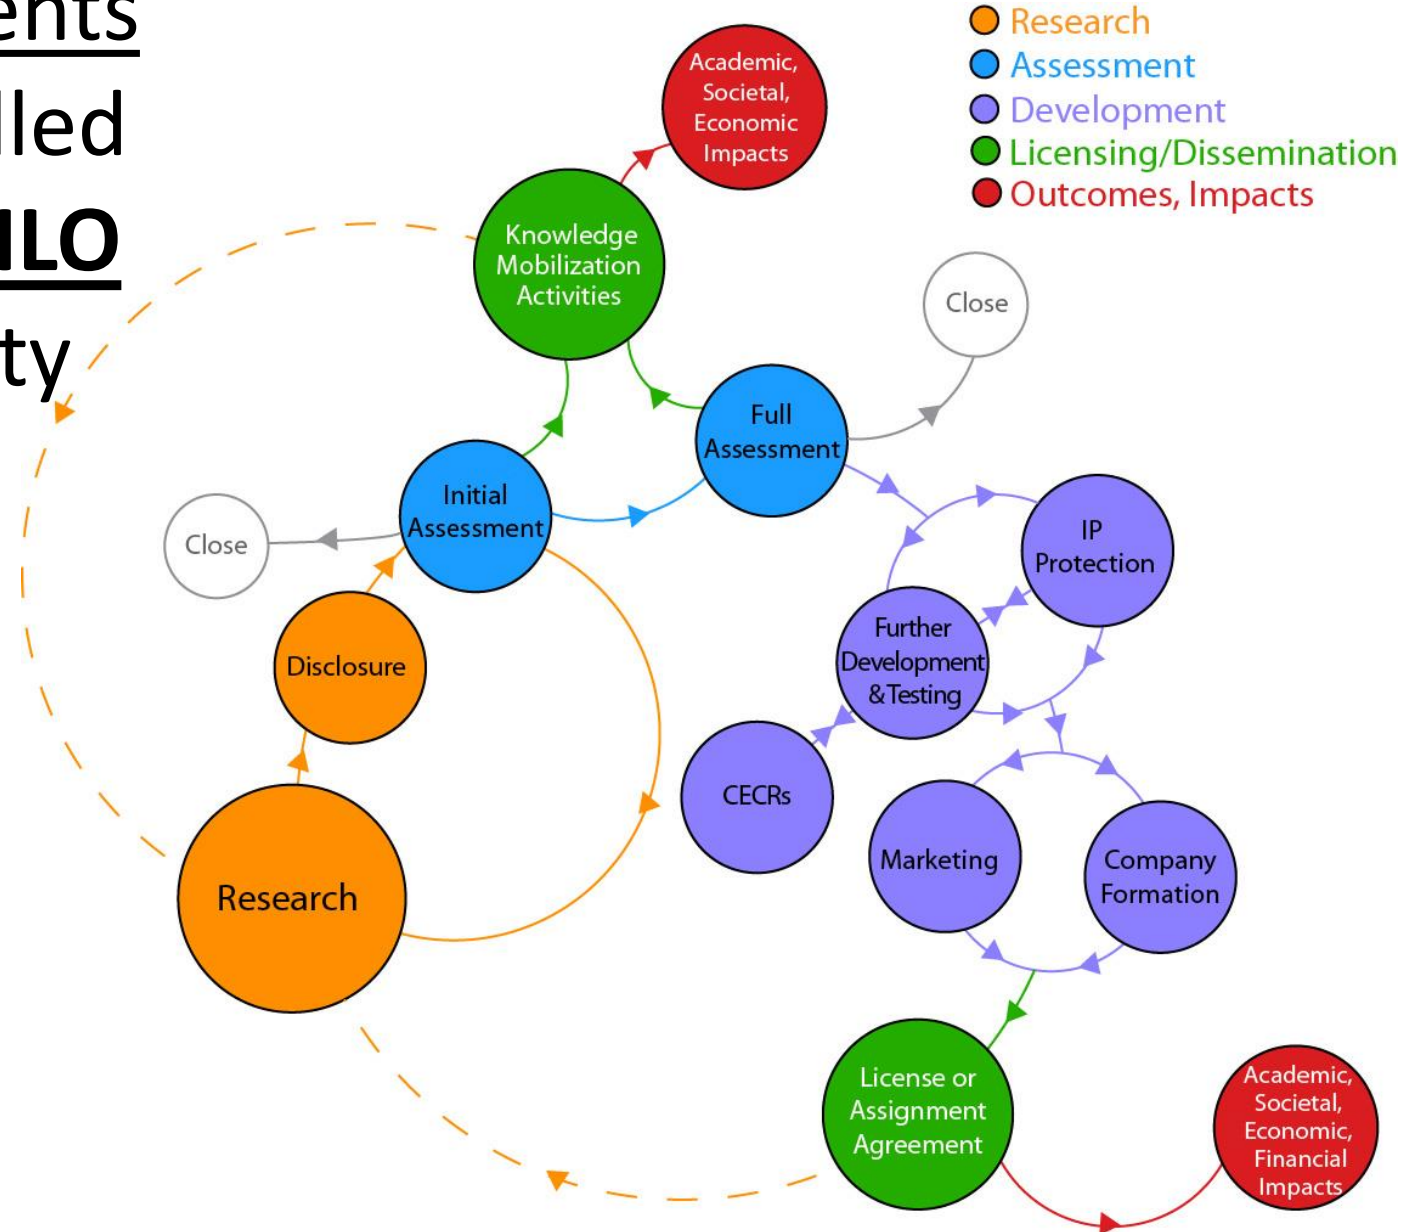 ents
lled
ILO
ty
Research
Assessment
Development
Licensing/Dissemination
Outcomes, Impacts
Academic,
Societal,
Economic
Impacts
Knowledge
Mobilization
Activities
Close
Full
Assessment
Initial
Assessment
Close
IP
Protection
Disclosure
Further
Development
& Testing
CECRs
Marketing
Company
Formation
Research
License or
Assignment
Agreement
Academic,
Societal,
Economic,
Financial
Impacts